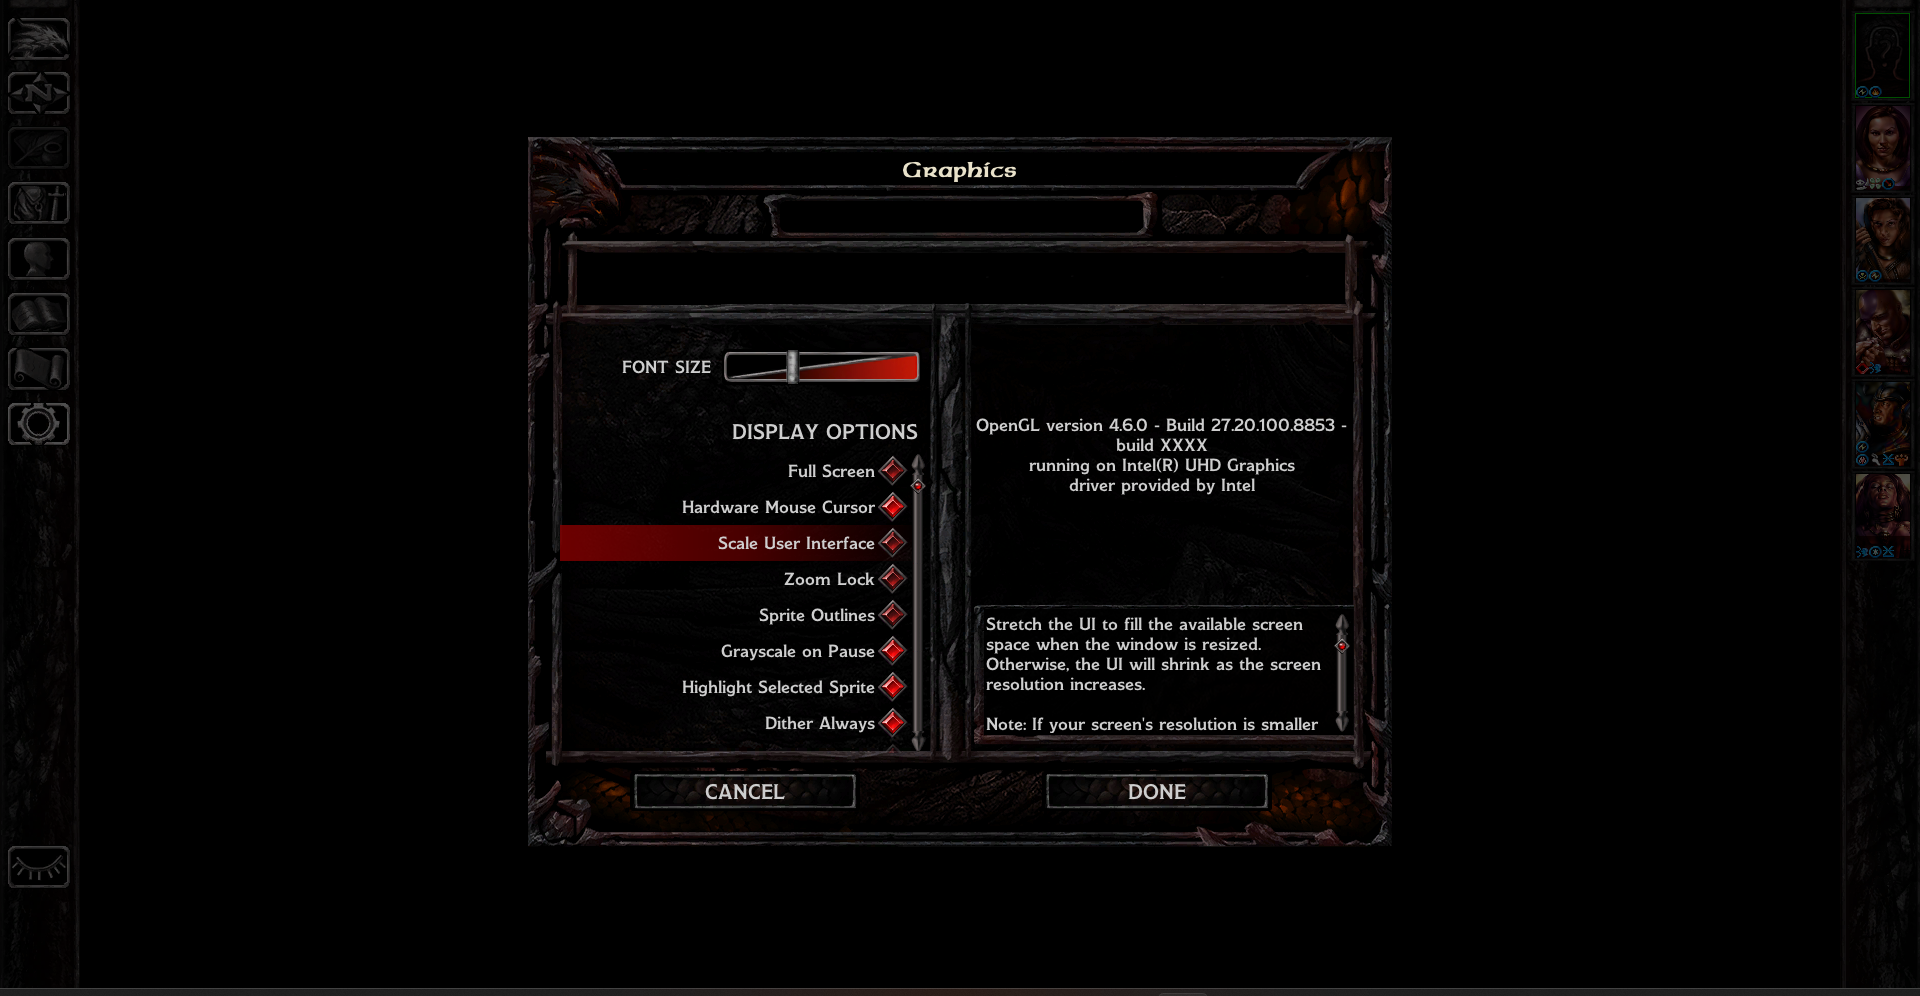 Graphics
FONT SIZE
DISPLAY OPTIONS
Full Screen
Hardware Mouse Cursor
Scale User Interface
Zoom Lock
Sprite Outlines
Grayscale on Pause
Highlight Selected Sprite
Dither Always
OpenGL version 4.6.0 - Build 27.20.100.8853 -
build XXXX
running on Intel(R) UHD Graphics
driver provided by Intel
Stretch the UI to fill the available screen
space when the window is resized.
Otherwise, the UI will shrink as the screen
resolution increases.
Note: If your screen's resolution is smaller
CANCEL
DONE
N